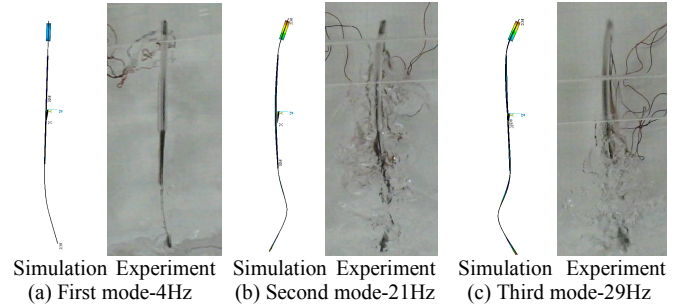 Simulation Experiment Simulation Experiment Simulation Experiment
(a) First mode-4Hz (b) Second mode-21Hz (c) Third mode-29Hz